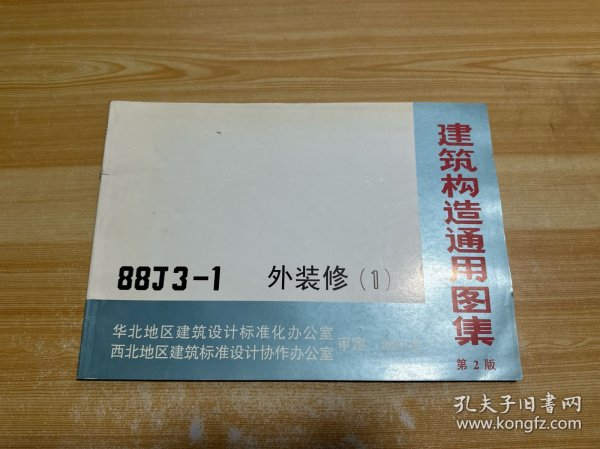 建筑构造通用图集
第2版
88J3-1 外装修(1)
华北地区建筑设计标准化办公室
西北地区建筑标准设计协作办公室
审定
孔夫子旧书网
www.kongfz.com